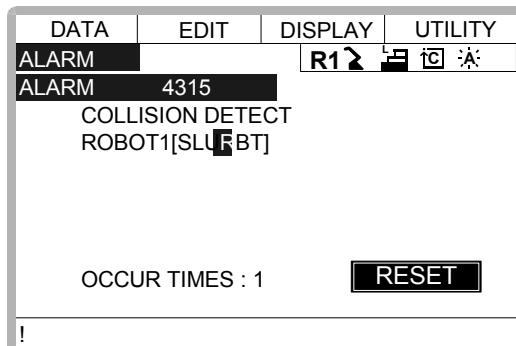 DATA EDIT DISPLAY UTILITY
ALARM R1 L C A
ALARM 4315
COLLISION DETECT
ROBOT1[SLURBT]
OCCUR TIMES : 1 RESET
!